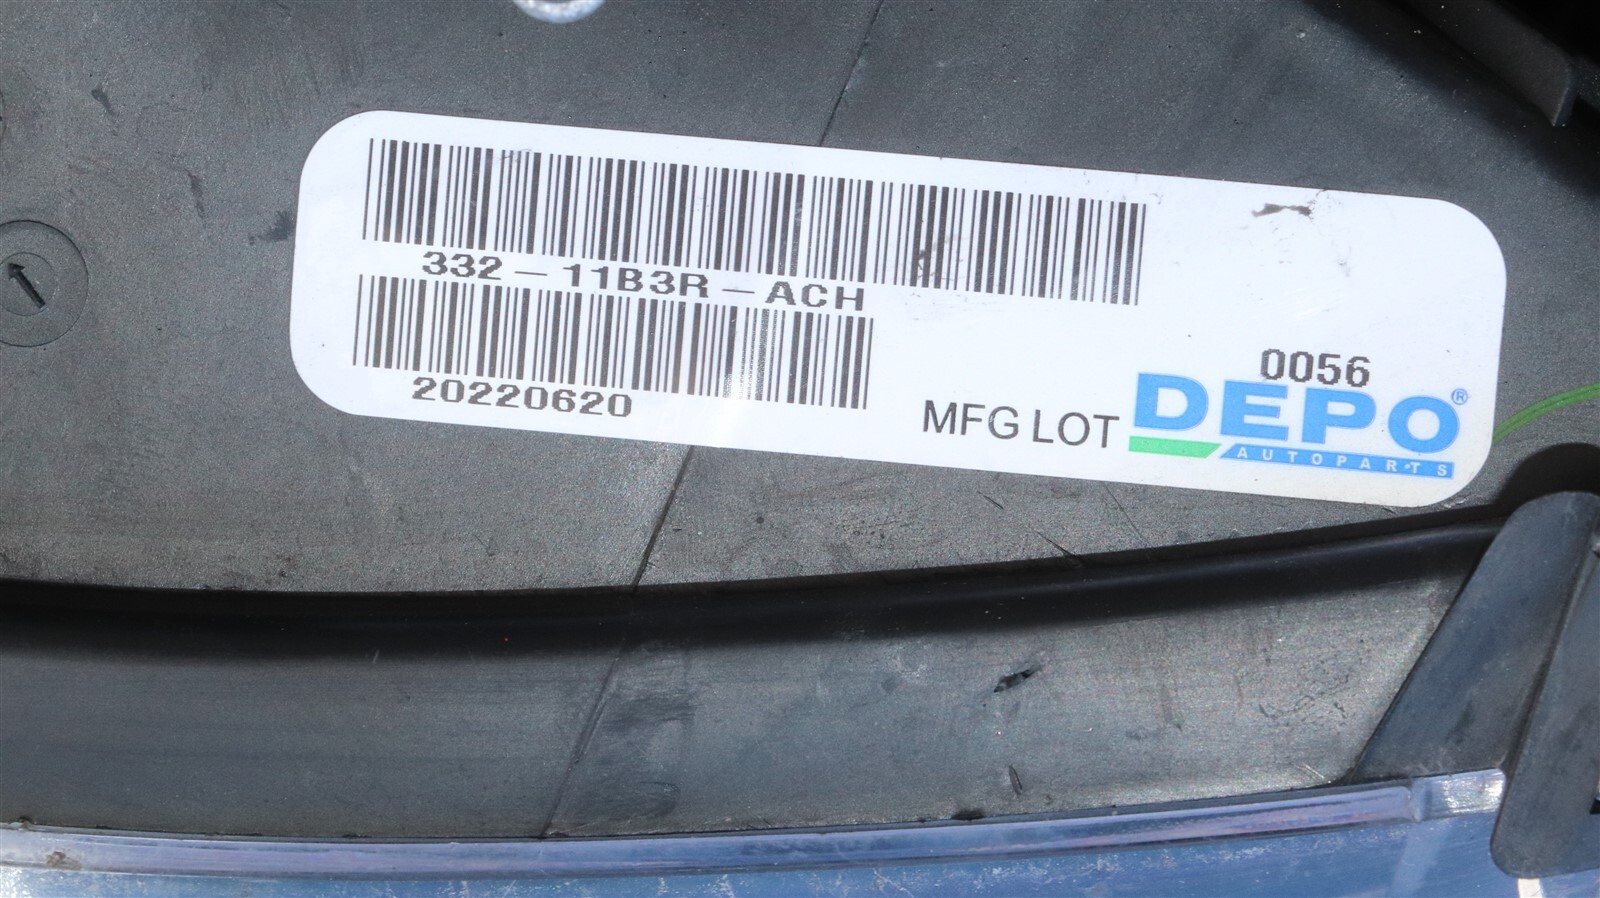 332-11B3R-ACH
20220620
0056
MFG LOT DEPO®
AUTOPARTS